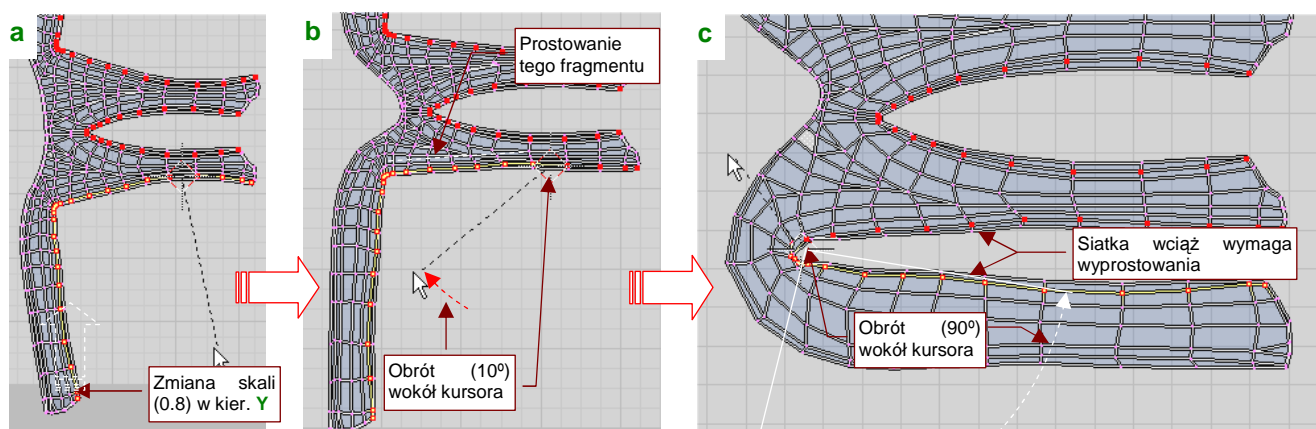 a
Zmiana skali
(0.8) w kier. Y
b
Prostowanie
tego fragmentu
Obrót (10º)
wokół kursora
c
Siatka wciąż wymaga
wyprostowania
Obrót (90º)
wokół kursora